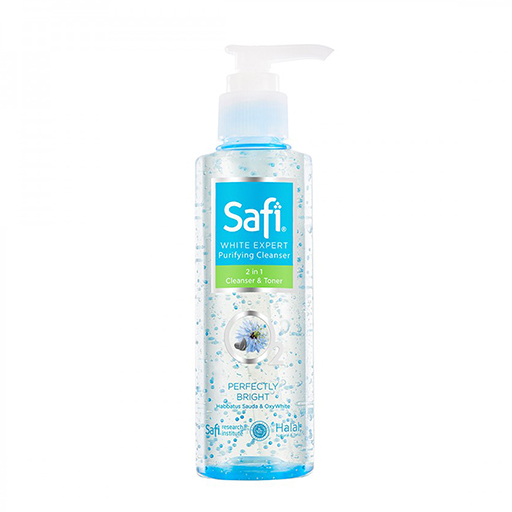 Safi®
WHITE EXPERT
Purifying Cleanser
2 in 1
Cleanser & Toner
O2
PERFECTLY
BRIGHT
Habbatus Sauda & OxyWhite
Safi research institute
Halal